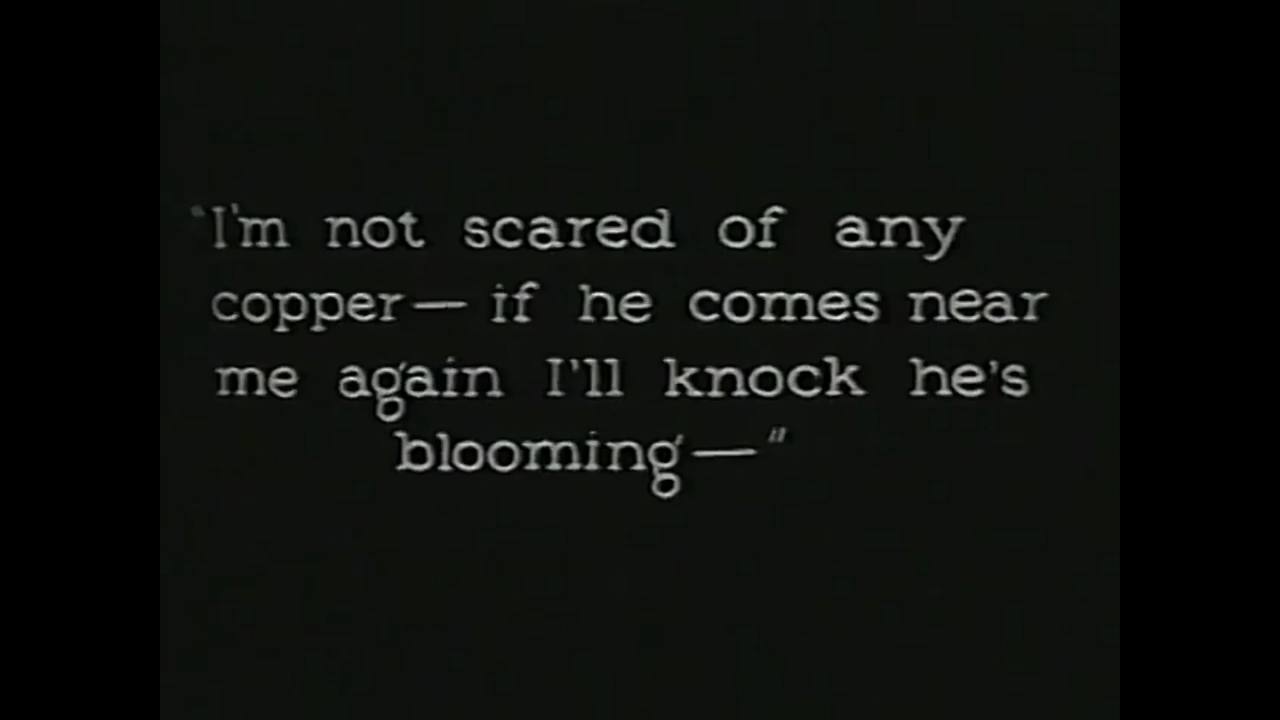 "I'm not scared of any
copper— if he comes near
me again I'll knock he's
blooming—"